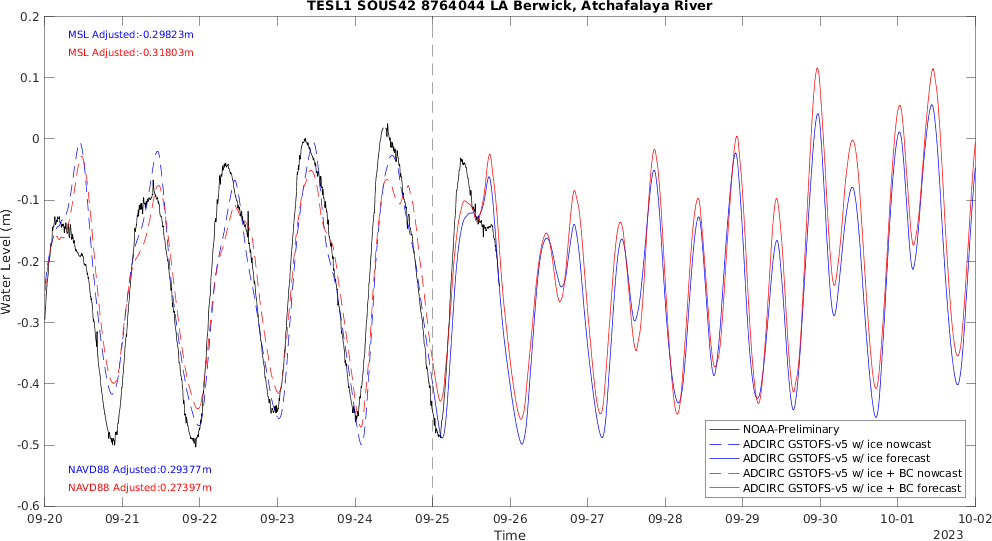 TESL1 SOUS42 8764044 LA Berwick, Atchafalaya River
MSL Adjusted:-0.29823m
MSL Adjusted:-0.31803m
0.2
0.1
0
-0.1
-0.2
-0.3
-0.4
-0.5
-0.6
Water Level (m)
NAVD88 Adjusted:0.29377m
NAVD88 Adjusted:0.27397m
NOAA-Preliminary
ADCIRC GSTOFS-v5 w/ ice nowcast
ADCIRC GSTOFS-v5 w/ ice forecast
ADCIRC GSTOFS-v5 w/ ice + BC nowcast
ADCIRC GSTOFS-v5 w/ ice + BC forecast
09-20 09-21 09-22 09-23 09-24 09-25 09-26 09-27 09-28 09-29 09-30 10-01 10-02
Time
2023